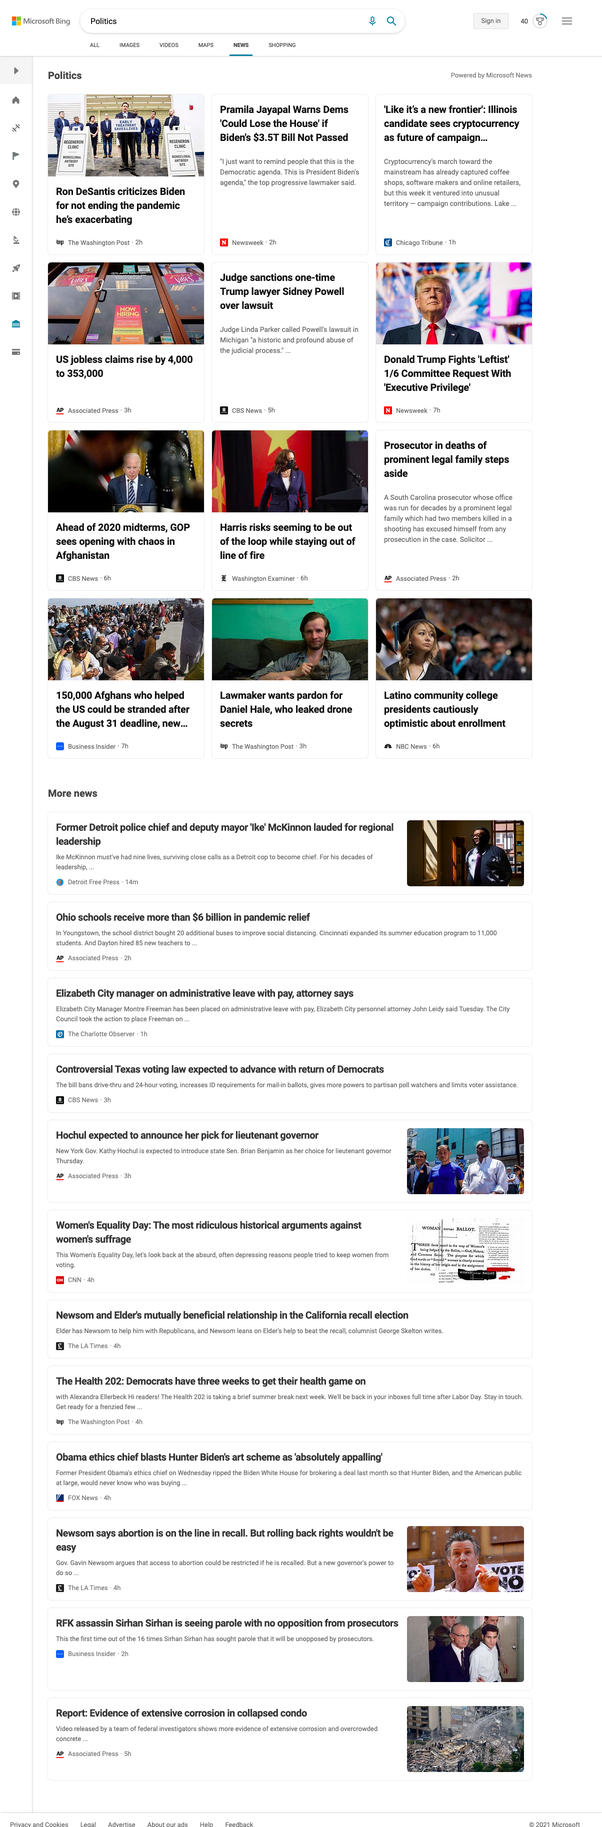 Microsoft Bing
Politics
Sign in
40
ALL
IMAGES
VIDEOS
MAPS
NEWS
SHOPPING
Politics
Powered by Microsoft News
EARLY
TREATMENT
SAVES LIVES
REGENERON
CLINIC
MONOCLONAL
ANTIBODY
SITE
REGENERON
CLINIC
MONOCLONAL
ANTIBODY
SITE
Ron DeSantis criticizes Biden
for not ending the pandemic
he's exacerbating
The Washington Post · 2h
Pramila Jayapal Warns Dems
'Could Lose the House' if
Biden's $3.5T Bill Not Passed
"I just want to remind people that this is the
Democratic agenda. This is President Biden's
agenda," the top progressive lawmaker said.
Newsweek · 2h
'Like it's a new frontier': Illinois
candidate sees cryptocurrency
as future of campaign...
Cryptocurrency's march toward the
mainstream has already captured coffee
shops, software makers and online retailers,
but this week it ventured into unusual
territory — campaign contributions. Lake ...
Chicago Tribune · 1h
NOW
HIRING
US jobless claims rise by 4,000
to 353,000
AP Associated Press · 3h
Judge sanctions one-time
Trump lawyer Sidney Powell
over lawsuit
Judge Linda Parker called Powell's lawsuit in
Michigan "a historic and profound abuse of
the judicial process." ...
CBS News · 5h
Donald Trump Fights 'Leftist'
1/6 Committee Request With
'Executive Privilege'
Newsweek · 7h
Ahead of 2020 midterms, GOP
sees opening with chaos in
Afghanistan
CBS News · 6h
Harris risks seeming to be out
of the loop while staying out of
line of fire
Washington Examiner · 6h
Prosecutor in deaths of
prominent legal family steps
aside
A South Carolina prosecutor whose office
was run for decades by a prominent legal
family which had two members killed in a
shooting has excused himself from any
prosecution in the case. Solicitor ...
AP Associated Press · 2h
150,000 Afghans who helped
the US could be stranded after
the August 31 deadline, new...
Business Insider · 7h
Lawmaker wants pardon for
Daniel Hale, who leaked drone
secrets
The Washington Post · 3h
Latino community college
presidents cautiously
optimistic about enrollment
NBC News · 6h
More news
Former Detroit police chief and deputy mayor 'Ike' McKinnon lauded for regional
leadership
Ike McKinnon must've had nine lives, surviving close calls as a Detroit cop to become chief. For his decades of
leadership, ...
Detroit Free Press · 14m
Ohio schools receive more than $6 billion in pandemic relief
In Youngstown, the school district bought 20 additional buses to improve social distancing. Cincinnati expanded its summer education program to 11,000
students. And Dayton hired 85 new teachers to ...
AP Associated Press · 2h
Elizabeth City manager on administrative leave with pay, attorney says
Elizabeth City Manager Montre Freeman has been placed on administrative leave with pay, Elizabeth City personnel attorney John Leidy said Tuesday. The City
Council took the action to place Freeman on ...
The Charlotte Observer · 1h
Controversial Texas voting law expected to advance with return of Democrats
The bill bans drive-thru and 24-hour voting, increases ID requirements for mail-in ballots, gives more powers to partisan poll watchers and limits voter assistance.
CBS News · 3h
Hochul expected to announce her pick for lieutenant governor
New York Gov. Kathy Hochul is expected to introduce state Sen. Brian Benjamin as her choice for lieutenant governor
Thursday.
AP Associated Press · 3h
Women's Equality Day: The most ridiculous historical arguments against
women's suffrage
This Women's Equality Day, let's look back at the absurd, often depressing reasons people tried to keep women from
voting.
CNN · 4h
WOMAN BALLOT.
Newsom and Elder's mutually beneficial relationship in the California recall election
Elder has Newsom to help him with Republicans, and Newsom leans on Elder's help to beat the recall, columnist George Skelton writes.
The LA Times · 4h
The Health 202: Democrats have three weeks to get their health game on
with Alexandra Ellerbeck Hi readers! The Health 202 is taking a brief summer break next week. We'll be back in your inboxes full time after Labor Day. Stay in touch.
Get ready for a frenzied few ...
The Washington Post · 4h
Obama ethics chief blasts Hunter Biden's art scheme as 'absolutely appalling'
Former President Obama's ethics chief on Wednesday ripped the Biden White House for brokering a deal last month so that Hunter Biden, and the American public
at large, would never know who was buying ...
FOX News · 4h
Newsom says abortion is on the line in recall. But rolling back rights wouldn't be
easy
Gov. Gavin Newsom argues that access to abortion could be restricted if he is recalled. But a new governor's power to
do so ...
The LA Times · 4h
VOTE
NO
RFK assassin Sirhan Sirhan is seeing parole with no opposition from prosecutors
This the first time out of the 16 times Sirhan Sirhan has sought parole that it will be unopposed by prosecutors.
Business Insider · 2h
Report: Evidence of extensive corrosion in collapsed condo
Video released by a team of federal investigators shows more evidence of extensive corrosion and overcrowded
concrete ...
AP Associated Press · 5h
Privacy and Cookies
Legal
Advertise
About our ads
Help
Feedback
© 2021 Microsoft